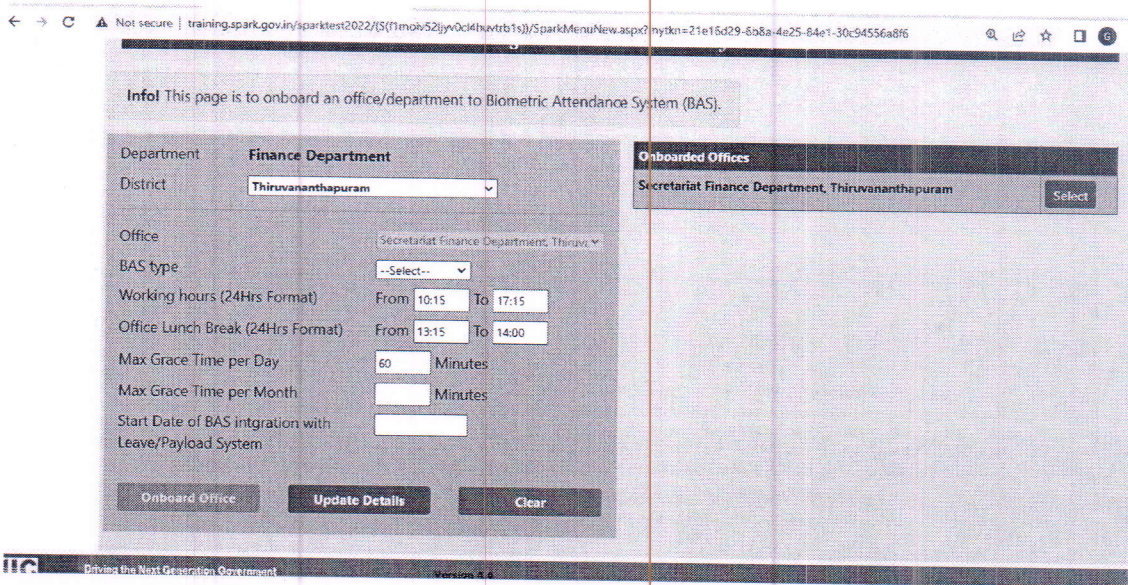 Not secure | training.spark.gov.in/sparktest2022/(S(f1moiv52ljyv0cl4huvtrb1s))/SparkMenuNew.aspx?mytkn=21e16d29-6b8a-4e25-84e1-30c94556a8f6
G
Info! This page is to onboard an office/department to Biometric Attendance System (BAS).
Department Finance Department
District Thiruvananthapuram
Office Secretariat Finance Department, Thiruv
BAS type --Select--
Working hours (24Hrs Format) From 10:15 To 17:15
Office Lunch Break (24Hrs Format) From 13:15 To 14:00
Max Grace Time per Day 60 Minutes
Max Grace Time per Month Minutes
Start Date of BAS intgration with
Leave/Payload System
Onboard Office Update Details Clear
Onboarded Offices
Secretariat Finance Department, Thiruvananthapuram Select
Driving the Next Generation Government Version 4.6